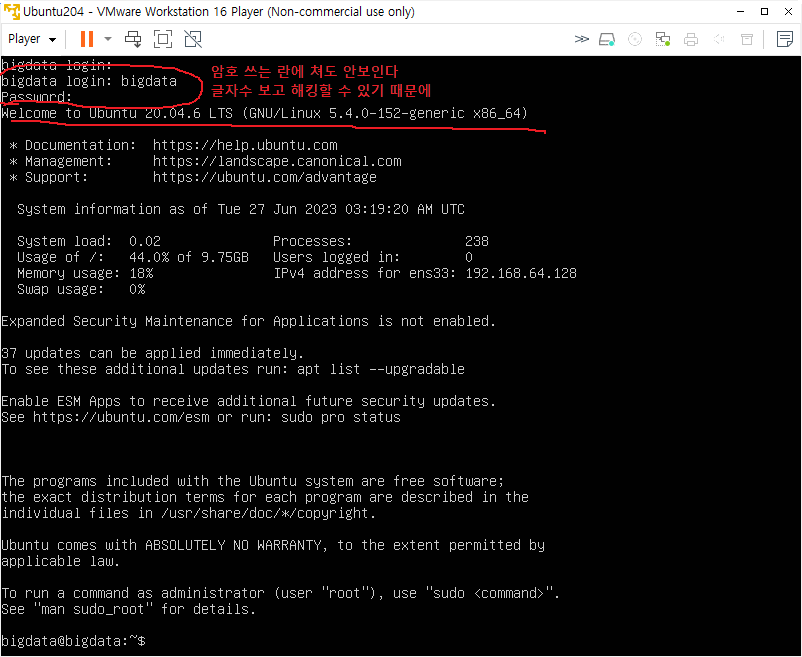 Ubuntu204 - VMware Workstation 16 Player (Non-commercial use only)
Player
bigdata login:
bigdata login: bigdata
암호 쓰는 란에 쳐도 안보인다
글자수 보고 해킹할 수 있기 때문에
Password:
Welcome to Ubuntu 20.04.6 LTS (GNU/Linux 5.4.0-152-generic x86_64)
* Documentation:  https://help.ubuntu.com
* Management:     https://landscape.canonical.com
* Support:        https://ubuntu.com/advantage
System information as of Tue 27 Jun 2023 03:19:20 AM UTC
System load:  0.02              Processes:              238
Usage of /:   44.0% of 9.75GB   Users logged in:        0
Memory usage: 18%               IPv4 address for ens33: 192.168.64.128
Swap usage:   0%
Expanded Security Maintenance for Applications is not enabled.
37 updates can be applied immediately.
To see these additional updates run: apt list --upgradable
Enable ESM Apps to receive additional future security updates.
See https://ubuntu.com/esm or run: sudo pro status
The programs included with the Ubuntu system are free software;
the exact distribution terms for each program are described in the
individual files in /usr/share/doc/*/copyright.
Ubuntu comes with ABSOLUTELY NO WARRANTY, to the extent permitted by
applicable law.
To run a command as administrator (user "root"), use "sudo <command>".
See "man sudo_root" for details.
bigdata@bigdata:~$